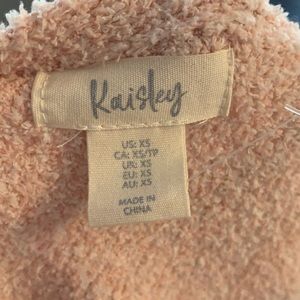 Kaisley
US: XS
CA: XS/TP
UK: XS
EU: XS
AU: XS
MADE IN
CHINA